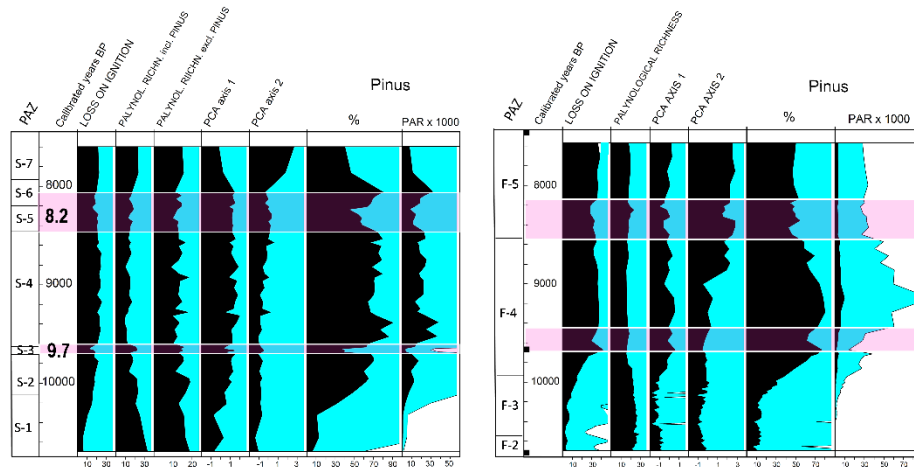 PAZ
Calibrated years BP
LOSS ON IGNITION
PALYNOL. RICHN. incl. PINUS
PALYNOL. RIICHN. excl. PINUS
PCA axis 1
PCA axis 2
Pinus
%
PAR x 1000
S-7
8000
S-6
S-5
8.2
S-4
9000
S-3
9.7
S-2
10000
S-1
10 30
10 30
10 20
-1 1
-1 1 3
10 30 50 70 90
10 30 50
PAZ
Calibrated years BP
LOSS ON IGNITION
PALYNOLOGICAL RICHNESS
PCA AXIS 1
PCA AXIS 2
Pinus
%
PAR x 1000
F-5
8000
F-4
9000
F-3
10000
F-2
10 30
10 30
-1 1
-1 1 3
10 30 50 70
10 30 50 70 90